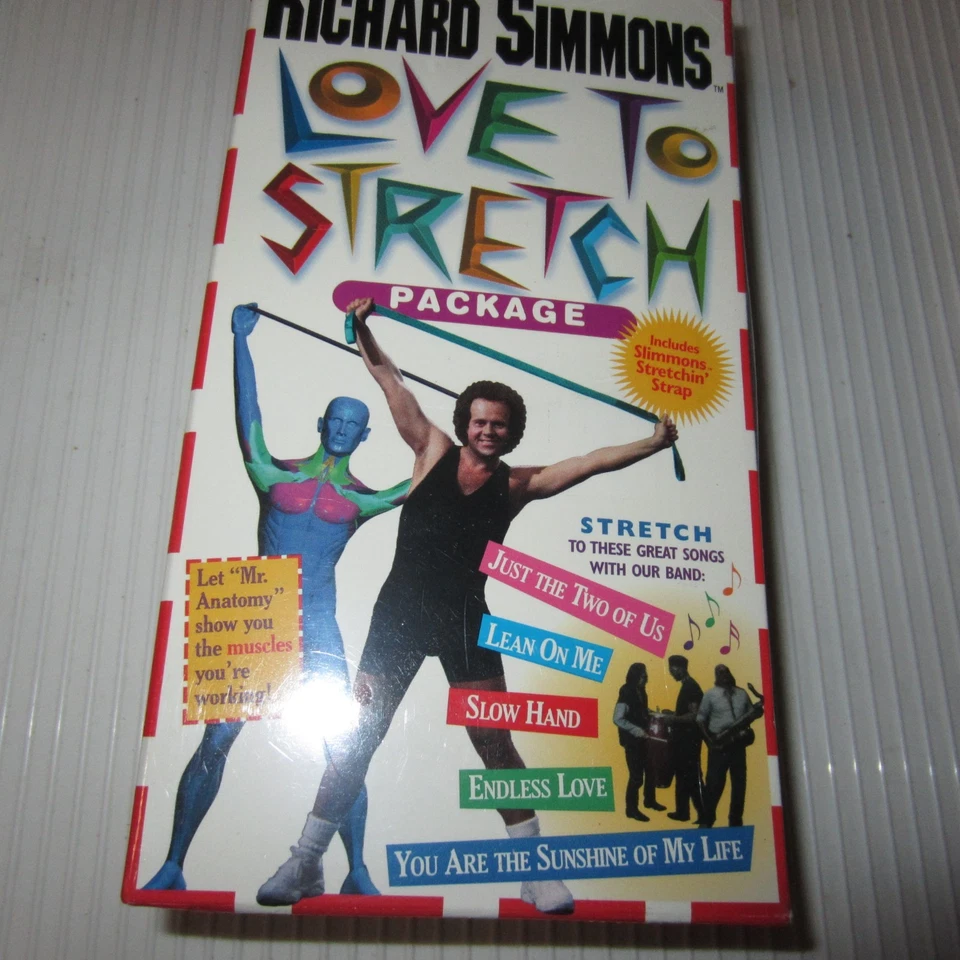 RICHARD SIMMONS™
LOVE TO
STRETCH
PACKAGE
Includes
Slimmons™
Stretchin'
Strap
STRETCH
TO THESE GREAT SONGS
WITH OUR BAND:
JUST THE TWO OF US
LEAN ON ME
SLOW HAND
ENDLESS LOVE
YOU ARE THE SUNSHINE OF MY LIFE
Let "Mr.
Anatomy"
show you
the muscles
you're
working!